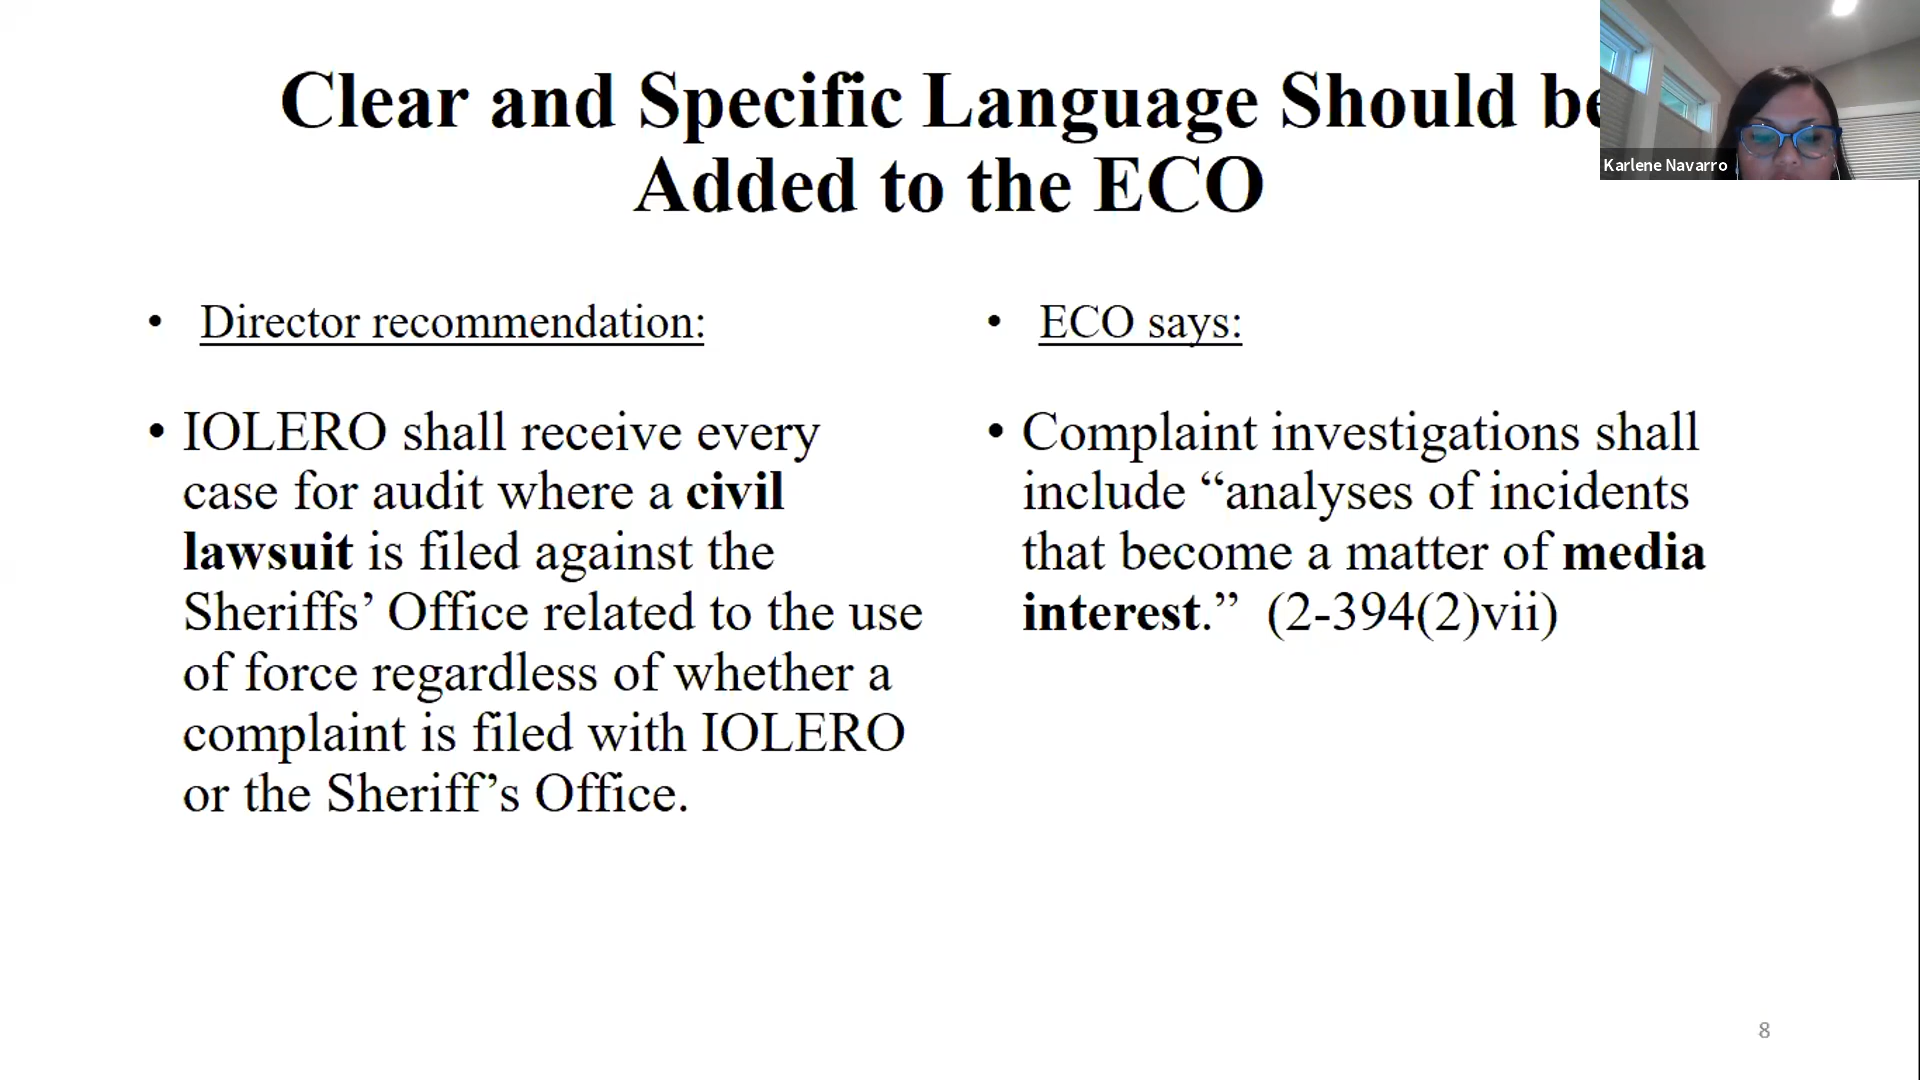 Clear and Specific Language Should be
Added to the ECO
Karlene Navarro
• Director recommendation:
• IOLERO shall receive every
case for audit where a civil
lawsuit is filed against the
Sheriffs’ Office related to the use
of force regardless of whether a
complaint is filed with IOLERO
or the Sheriff’s Office.
• ECO says:
• Complaint investigations shall
include “analyses of incidents
that become a matter of media
interest.” (2-394(2)vii)
8